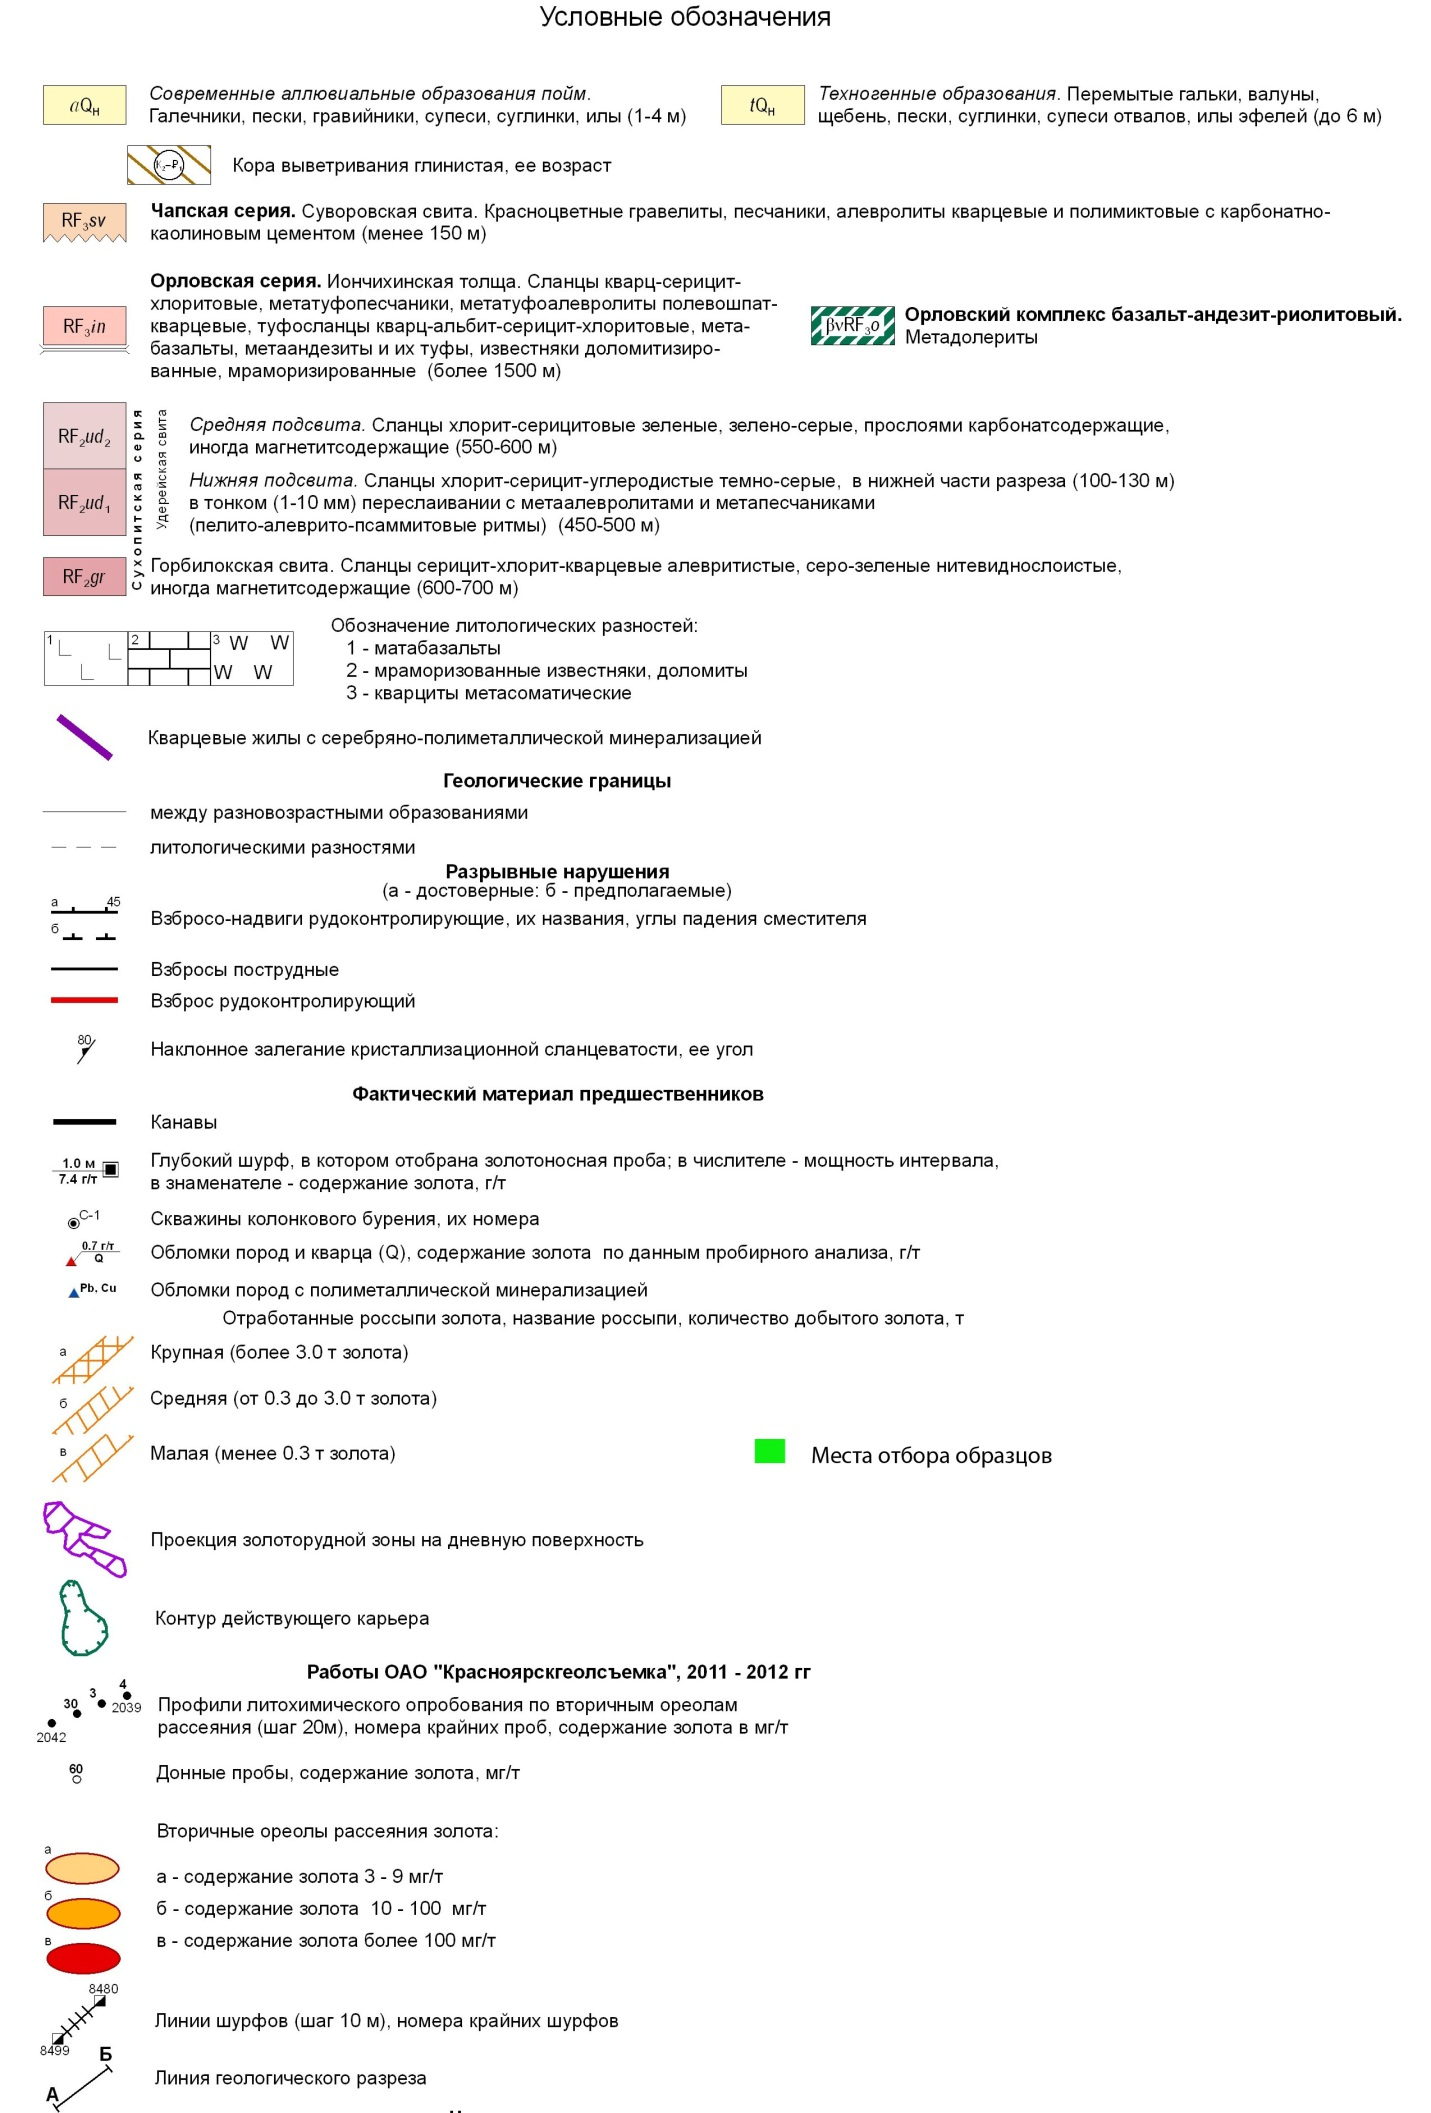 Условные обозначения
aQН
Современные аллювиальные образования пойм.
Галечники, пески, гравийники, супеси, суглинки, илы (1-4 м)
tQН
Техногенные образования. Перемытые гальки, валуны,
щебень, пески, суглинки, супеси отвалов, илы эфелей (до 6 м)
Кора выветривания глинистая, ее возраст
RF3sv
Чапская серия. Суворовская свита. Красноцветные гравелиты, песчаники, алевролиты кварцевые и полимиктовые с карбонатно-
каолиновым цементом (менее 150 м)
RF3in
Орловская серия. Иончихинская толща. Сланцы кварц-серицит-
хлоритовые, метатуфопесчаники, метатуфоалевролиты полевошпат-
кварцевые, туфосланцы кварц-альбит-серицит-хлоритовые, мета-
базальты, метаандезиты и их туфы, известняки доломитизиро-
ванные, мраморизированные (более 1500 м)
βνRF3o
Орловский комплекс базальт-андезит-риолитовый.
Метадолериты
Сухопитская серия
Удерейская свита
RF2ud2
Средняя подсвита. Сланцы хлорит-серицитовые зеленые, зелено-серые, прослоями карбонатсодержащие,
иногда магнетитсодержащие (550-600 м)
RF2ud1
Нижняя подсвита. Сланцы хлорит-серицит-углеродистые темно-серые, в нижней части разреза (100-130 м)
в тонком (1-10 мм) переслаивании с метаалевролитами и метапесчаниками
(пелито-алеврито-псаммитовые ритмы) (450-500 м)
RF2gr
Горбилокская свита. Сланцы серицит-хлорит-кварцевые алевритистые, серо-зеленые нитевиднослоистые,
иногда магнетитсодержащие (600-700 м)
1 2 3 W W
W W
Обозначение литологических разностей:
1 - матабазальты
2 - мраморизованные известняки, доломиты
3 - кварциты метасоматические
Кварцевые жилы с серебряно-полиметаллической минерализацией
Геологические границы
между разновозрастными образованиями
литологическими разностями
Разрывные нарушения
(а - достоверные: б - предполагаемые)
а 45
б
Взбросо-надвиги рудоконтролирующие, их названия, углы падения сместителя
Взбросы пострудные
Взброс рудоконтролирующий
80
Наклонное залегание кристаллизационной сланцеватости, ее угол
Фактический материал предшественников
Канавы
1.0 м
7.4 г/т
Глубокий шурф, в котором отобрана золотоносная проба; в числителе - мощность интервала,
в знаменателе - содержание золота, г/т
С-1
Скважины колонкового бурения, их номера
0.7 г/т
Q
Обломки пород и кварца (Q), содержание золота по данным пробирного анализа, г/т
Pb, Cu
Обломки пород с полиметаллической минерализацией
Отработанные россыпи золота, название россыпи, количество добытого золота, т
а
Крупная (более 3.0 т золота)
б
Средняя (от 0.3 до 3.0 т золота)
в
Малая (менее 0.3 т золота)
Места отбора образцов
Проекция золоторудной зоны на дневную поверхность
Контур действующего карьера
Работы ОАО "Красноярскгеолсъемка", 2011 - 2012 гг
30 3 4
2042 2039
Профили литохимического опробования по вторичным ореолам
рассеяния (шаг 20м), номера крайних проб, содержание золота в мг/т
60
Донные пробы, содержание золота, мг/т
Вторичные ореолы рассеяния золота:
а
а - содержание золота 3 - 9 мг/т
б
б - содержание золота 10 - 100 мг/т
в
в - содержание золота более 100 мг/т
8480
8499
Линии шурфов (шаг 10 м), номера крайних шурфов
А Б
Линия геологического разреза